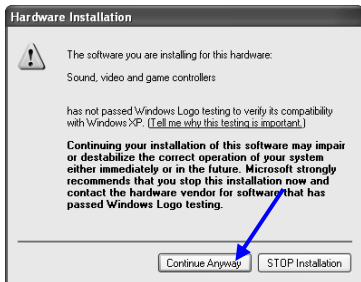 Hardware Installation
The software you are installing for this hardware:
Sound, video and game controllers
has not passed Windows Logo testing to verify its compatibility
with Windows XP. (Tell me why this testing is important.)
Continuing your installation of this software may impair
or destabilize the correct operation of your system
either immediately or in the future. Microsoft strongly
recommends that you stop this installation now and
contact the hardware vendor for software that has
passed Windows Logo testing.
Continue Anyway
STOP Installation